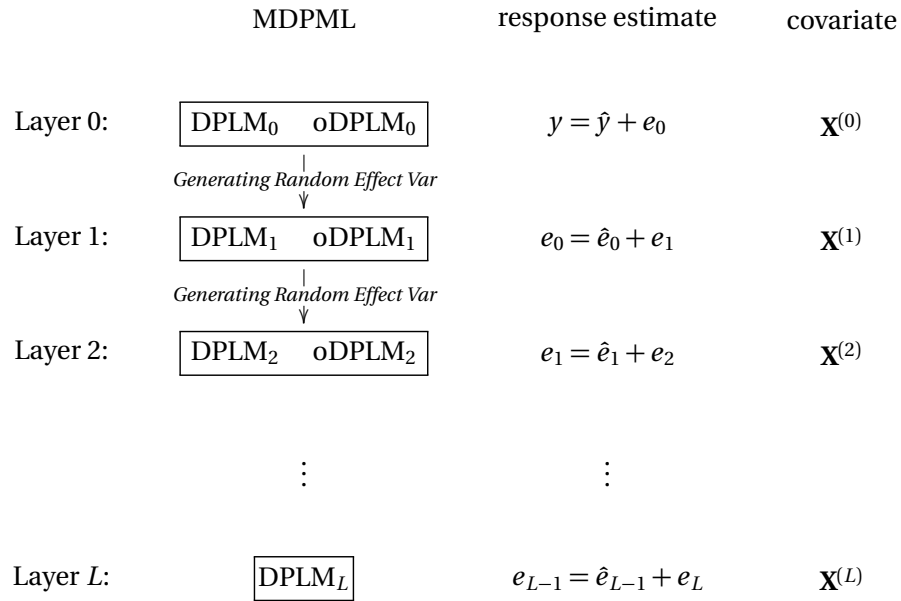 MDPML response estimate covariate
Layer 0: DPLM₀ oDPLM₀ y = ŷ + e₀ 𝐗⁽⁰⁾
Generating Random Effect Var
Layer 1: DPLM₁ oDPLM₁ e₀ = ê₀ + e₁ 𝐗⁽¹⁾
Generating Random Effect Var
Layer 2: DPLM₂ oDPLM₂ e₁ = ê₁ + e₂ 𝐗⁽²⁾
⋮ ⋮
Layer L: DPLM_L e_{L−1} = ê_{L−1} + e_L 𝐗⁽ᴸ⁾